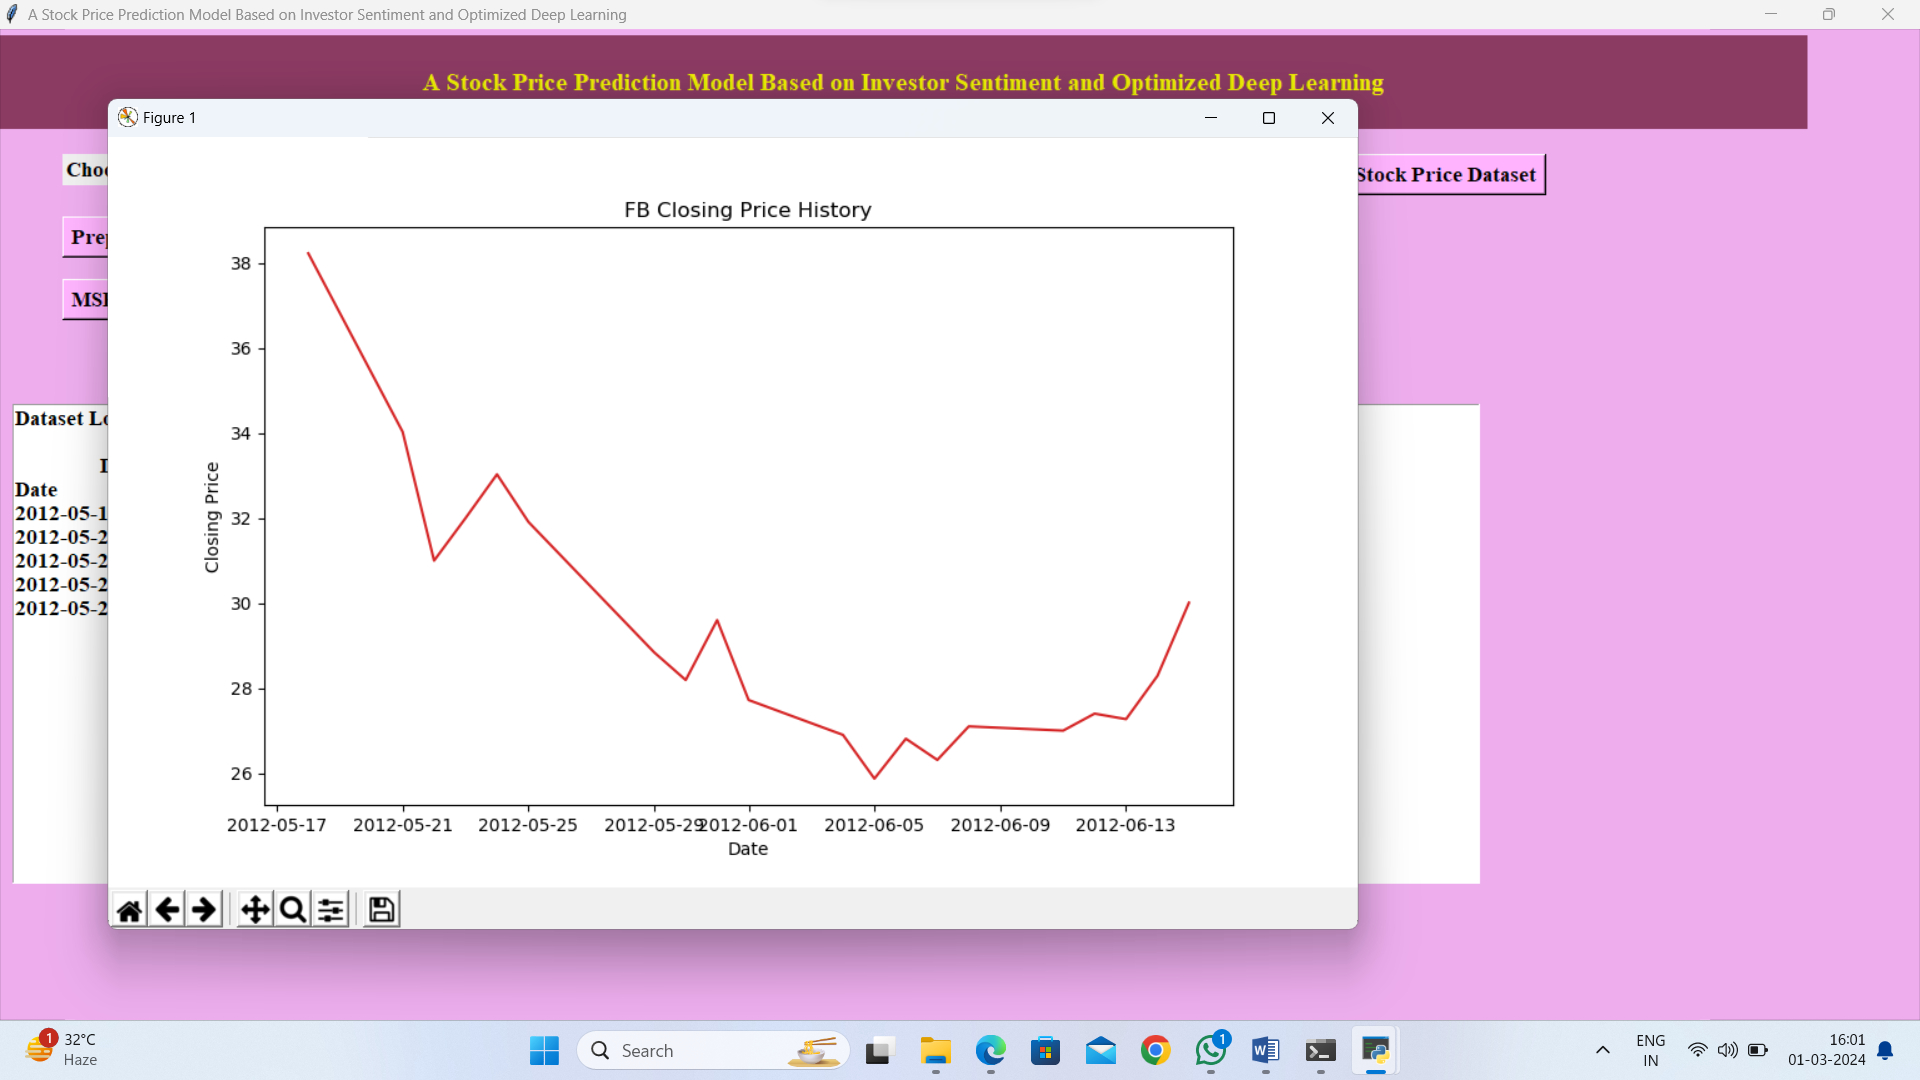 A Stock Price Prediction Model Based on Investor Sentiment and Optimized Deep Learning
A Stock Price Prediction Model Based on Investor Sentiment and Optimized Deep Learning
Figure 1
Stock Price Dataset
FB Closing Price History
Closing Price
38
36
34
32
30
28
26
2012-05-17 2012-05-21 2012-05-25 2012-05-29 2012-06-01 2012-06-05 2012-06-09 2012-06-13
Date
Dataset
Date
2012-05-1
2012-05-2
2012-05-2
2012-05-2
2012-05-2
1
32°C
Haze
Search
1
ENG
IN
16:01
01-03-2024